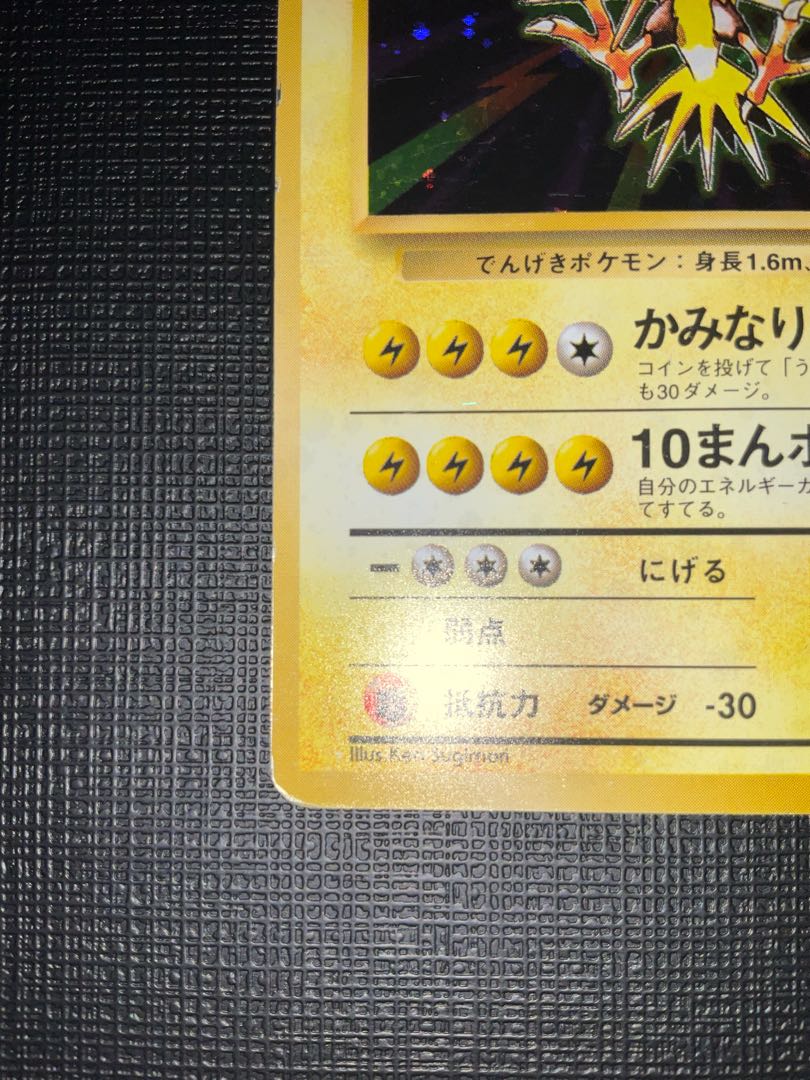 でんげきポケモン：身長1.6m、
かみなり
コインを投げて「う
も30ダメージ。
10まんボ
自分のエネルギーカ
てすてる。
にげる
弱点
抵抗力 ダメージ -30
Illus Ken Sugimori